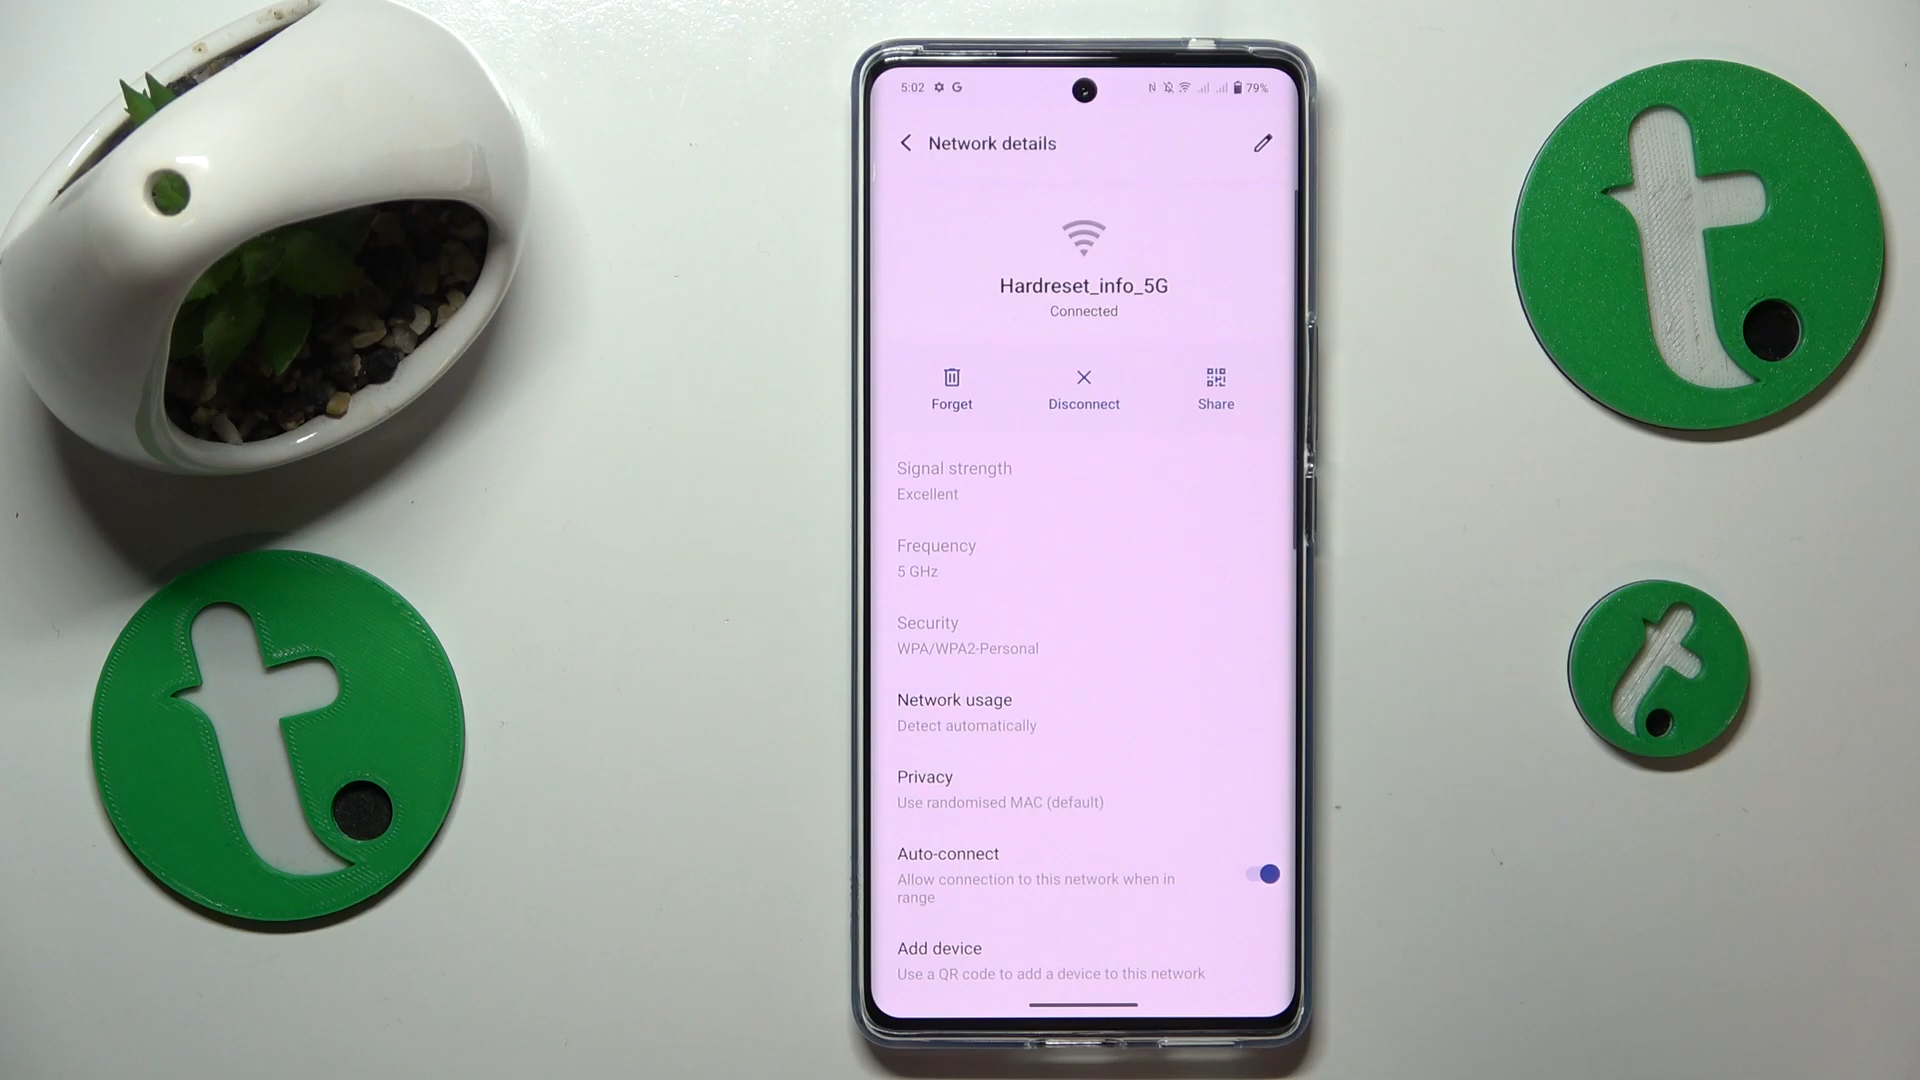 5:02 G 79%
Network details
Hardreset_info_5G
Connected
Forget Disconnect Share
Signal strength
Excellent
Frequency
5 GHz
Security
WPA/WPA2-Personal
Network usage
Detect automatically
Privacy
Use randomised MAC (default)
Auto-connect
Allow connection to this network when in
range
Add device
Use a QR code to add a device to this network
t
t
t